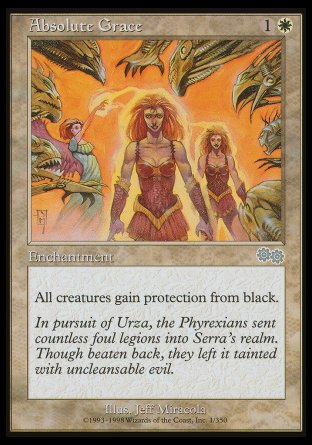 Absolute Grace 1
Enchantment
All creatures gain protection from black.
In pursuit of Urza, the Phyrexians sent
countless foul legions into Serra's realm.
Though beaten back, they left it tainted
with uncleansable evil.
Illus. Jeff Miracola
©1993-1998 Wizards of the Coast, Inc. 1/350